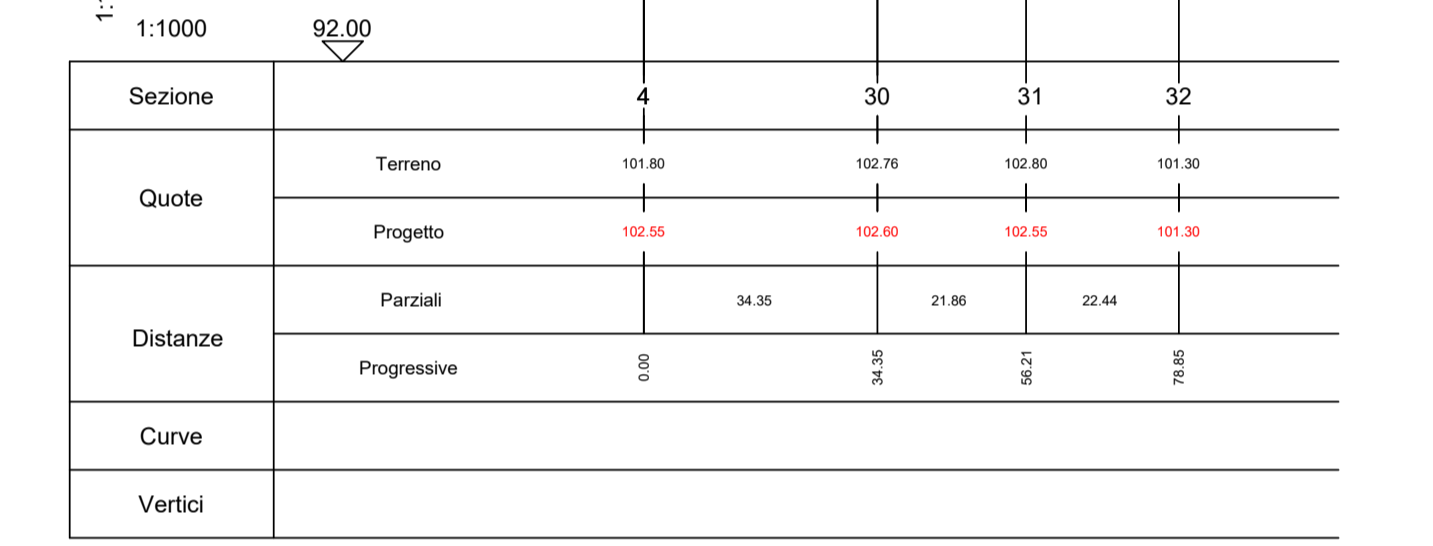 1:1000 92.00
Sezione 4 30 31 32
Quote
Terreno 101.80 102.76 102.80 101.30
Progetto 102.55 102.60 102.55 101.30
Distanze
Parziali 34.35 21.86 22.44
Progressive 0.00 34.35 56.21 78.85
Curve
Vertici